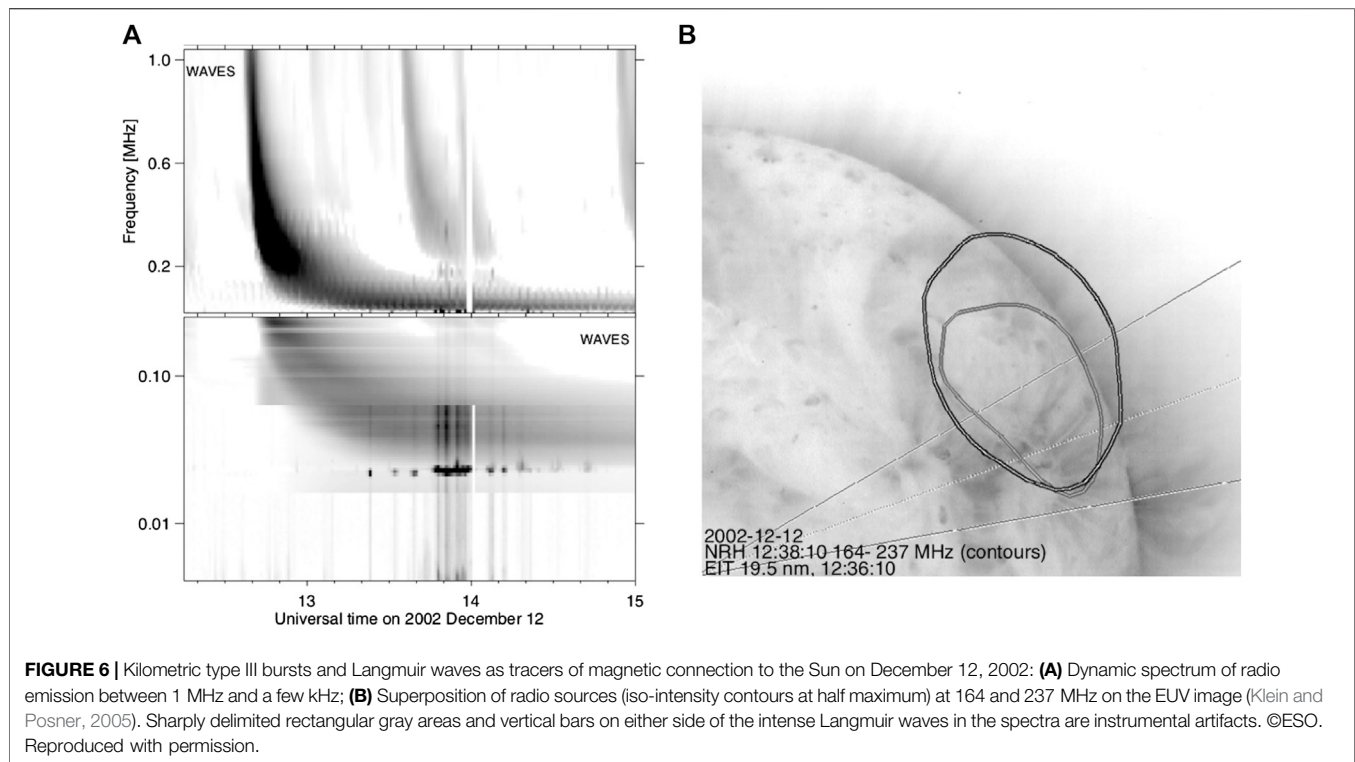 A
B
WAVES
1.0
0.6
0.2
Frequency [MHz]
WAVES
0.10
0.01
13
14
15
Universal time on 2002 December 12
2002-12-12
NRH 12:38:10 164- 237 MHz (contours)
EIT 19.5 nm, 12:36:10
FIGURE 6 | Kilometric type III bursts and Langmuir waves as tracers of magnetic connection to the Sun on December 12, 2002: (A) Dynamic spectrum of radio
emission between 1 MHz and a few kHz; (B) Superposition of radio sources (iso-intensity contours at half maximum) at 164 and 237 MHz on the EUV image (Klein and
Posner, 2005). Sharply delimited rectangular gray areas and vertical bars on either side of the intense Langmuir waves in the spectra are instrumental artifacts. ©ESO.
Reproduced with permission.